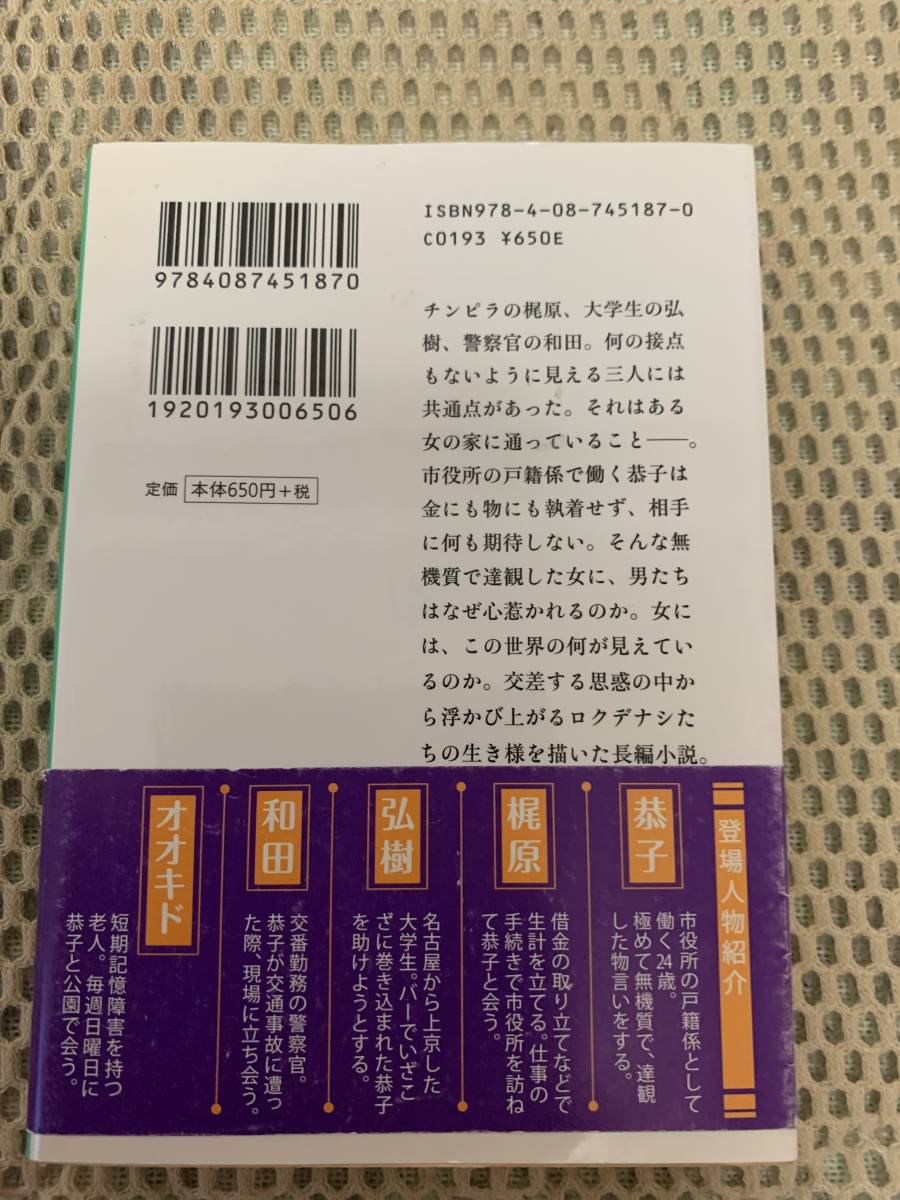 9784087451870
1920193006506
定価 本体650円+税
ISBN978-4-08-745187-0
C0193 ¥650E
チンピラの梶原、大学生の弘
樹、警察官の和田。何の接点
もないように見える三人には
共通点があった。それはある
女の家に通っていること――。
市役所の戸籍係で働く恭子は
金にも物にも執着せず、相手
に何も期待しない。そんな無
機質で達観した女に、男たち
はなぜ心惹かれるのか。女に
は、この世界の何が見えてい
るのか。交差する思惑の中か
ら浮かび上がるロクデナシた
ちの生き様を描いた長編小説。
登場人物紹介
恭子
市役所の戸籍係として
働く24歳。
極めて無機質で、達観
した物言いをする。
梶原
借金の取り立てなどで
生計を立てる。仕事の
手続きで市役所を訪ね
て恭子と会う。
弘樹
名古屋から上京した
大学生。バーでいざこ
ざに巻き込まれた恭子
を助けようとする。
和田
交番勤務の警察官。
恭子が交通事故に遭っ
た際、現場に立ち会う。
オオキド
短期記憶障害を持つ
老人。毎週日曜日に
恭子と公園で会う。